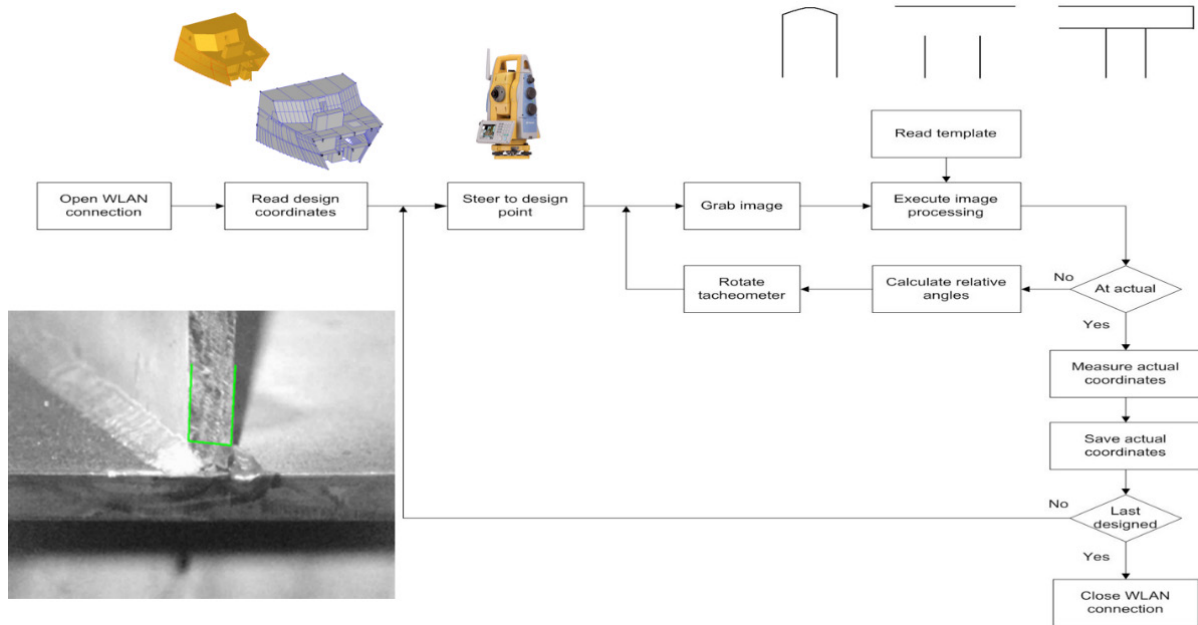 Read template
Open WLAN
connection
Read design
coordinates
Steer to design
point
Grab image
Execute image
processing
Rotate
tacheometer
Calculate relative
angles
No
At actual
Yes
Measure actual
coordinates
Save actual
coordinates
No
Last
designed
Yes
Close WLAN
connection